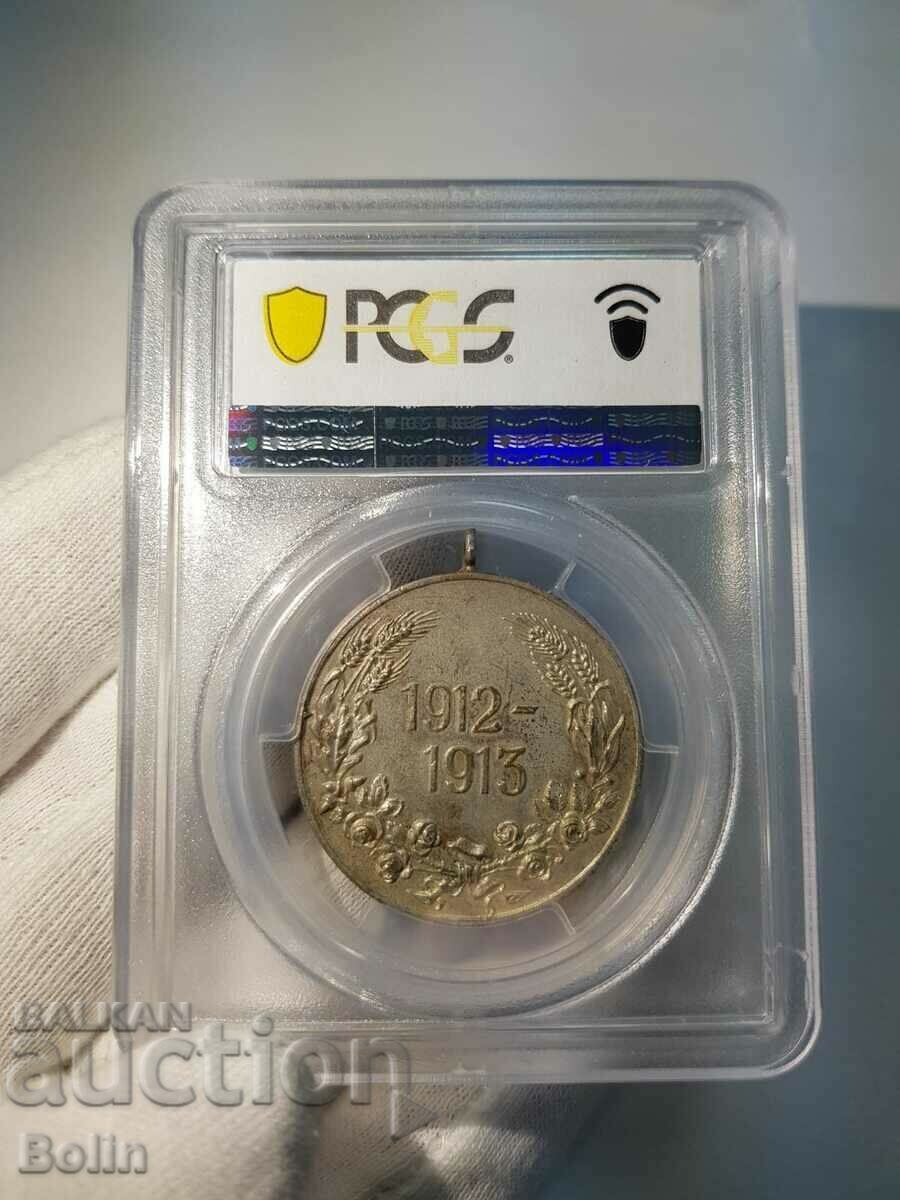 PCGS®
1912-
1913
BALKAN
auction
Bolin